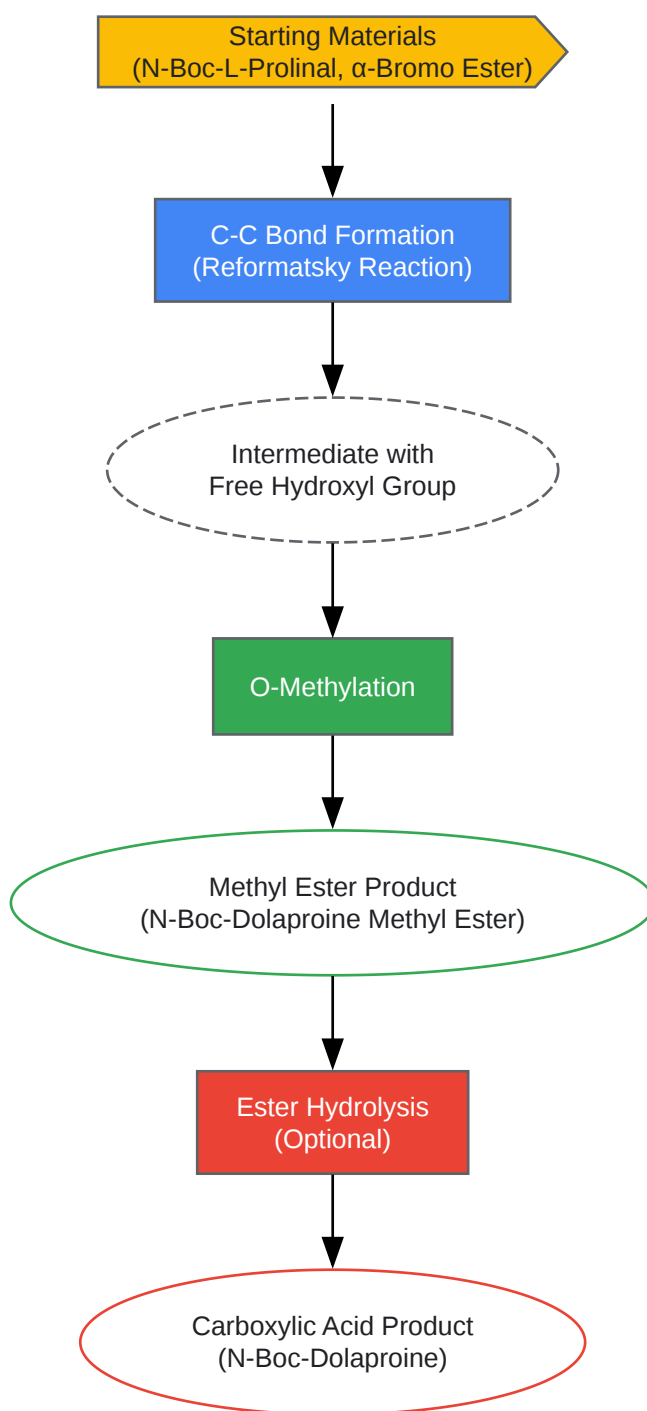 Starting Materials
(N-Boc-L-Prolinal, α-Bromo Ester)
C-C Bond Formation
(Reformatsky Reaction)
Intermediate with
Free Hydroxyl Group
O-Methylation
Methyl Ester Product
(N-Boc-Dolaproine Methyl Ester)
Ester Hydrolysis
(Optional)
Carboxylic Acid Product
(N-Boc-Dolaproine)